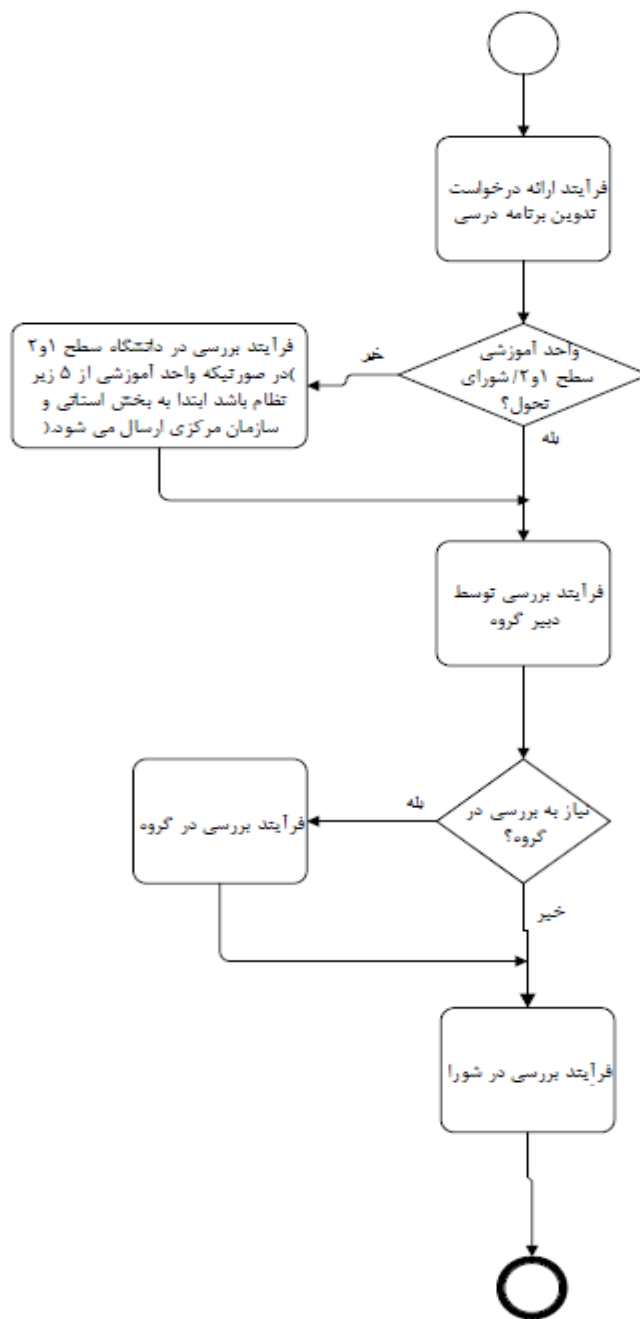 فرآیند ارائه درخواست
تدوین برنامه درسی
واحد آموزشی
سطح ۱و۲/ شورای
تحول؟
خیر
بله
فرآیند بررسی در دانشگاه سطح ۱و۲
)در صورتیکه واحد آموزشی از ۵ زیر
نظام باشد ابتدا به بخش استانی و
سازمان مرکزی ارسال می شود.(
فرآیند بررسی توسط
دبیر گروه
نیاز به بررسی در
گروه؟
بله
خیر
فرآیند بررسی در گروه
فرآیند بررسی در شورا